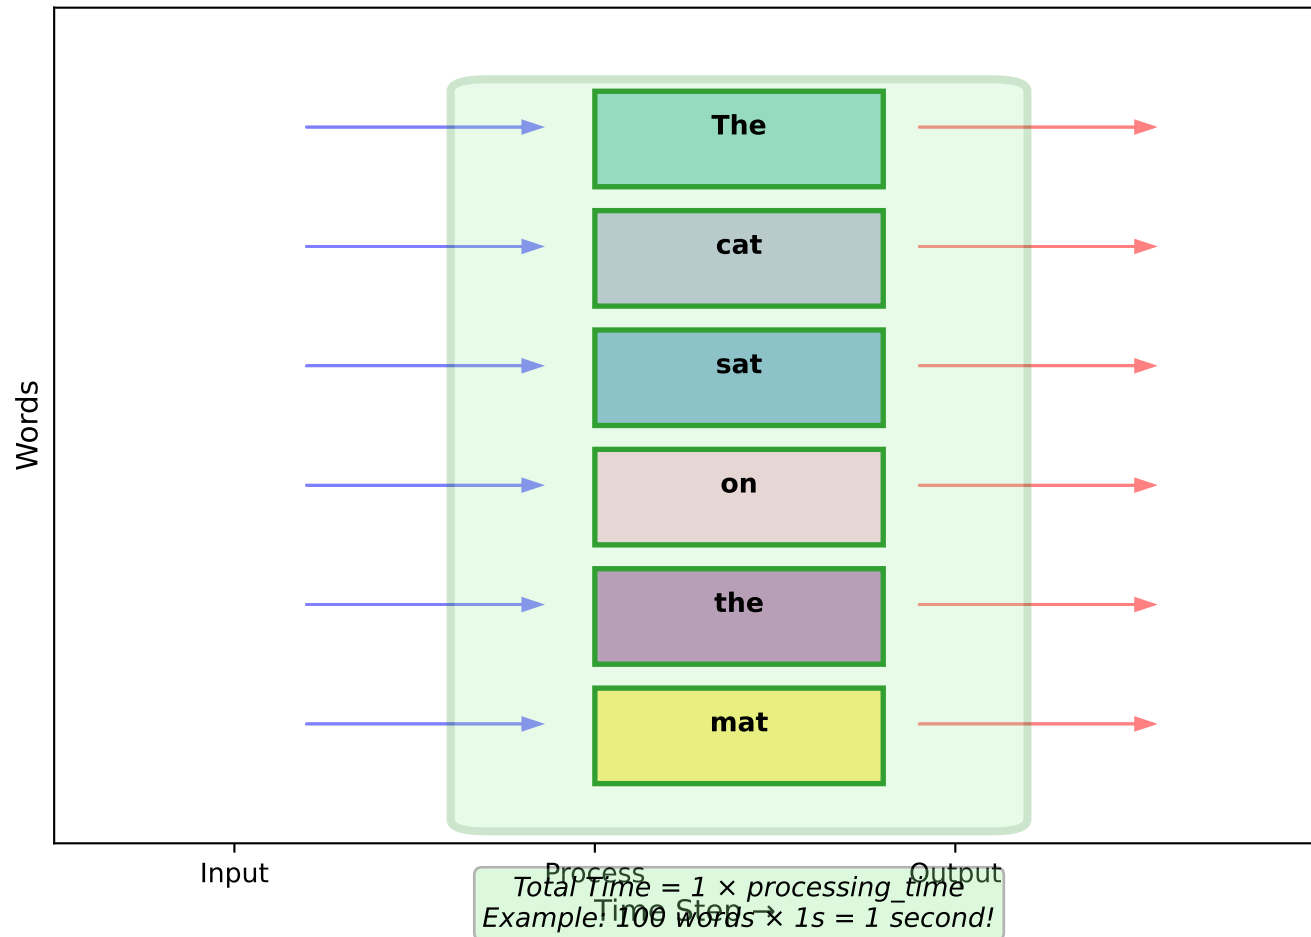 The
cat
sat
on
the
mat
Words
Input
Process
Output
Time Step →
Total Time = 1 × processing_time
Example: 100 words × 1s = 1 second!